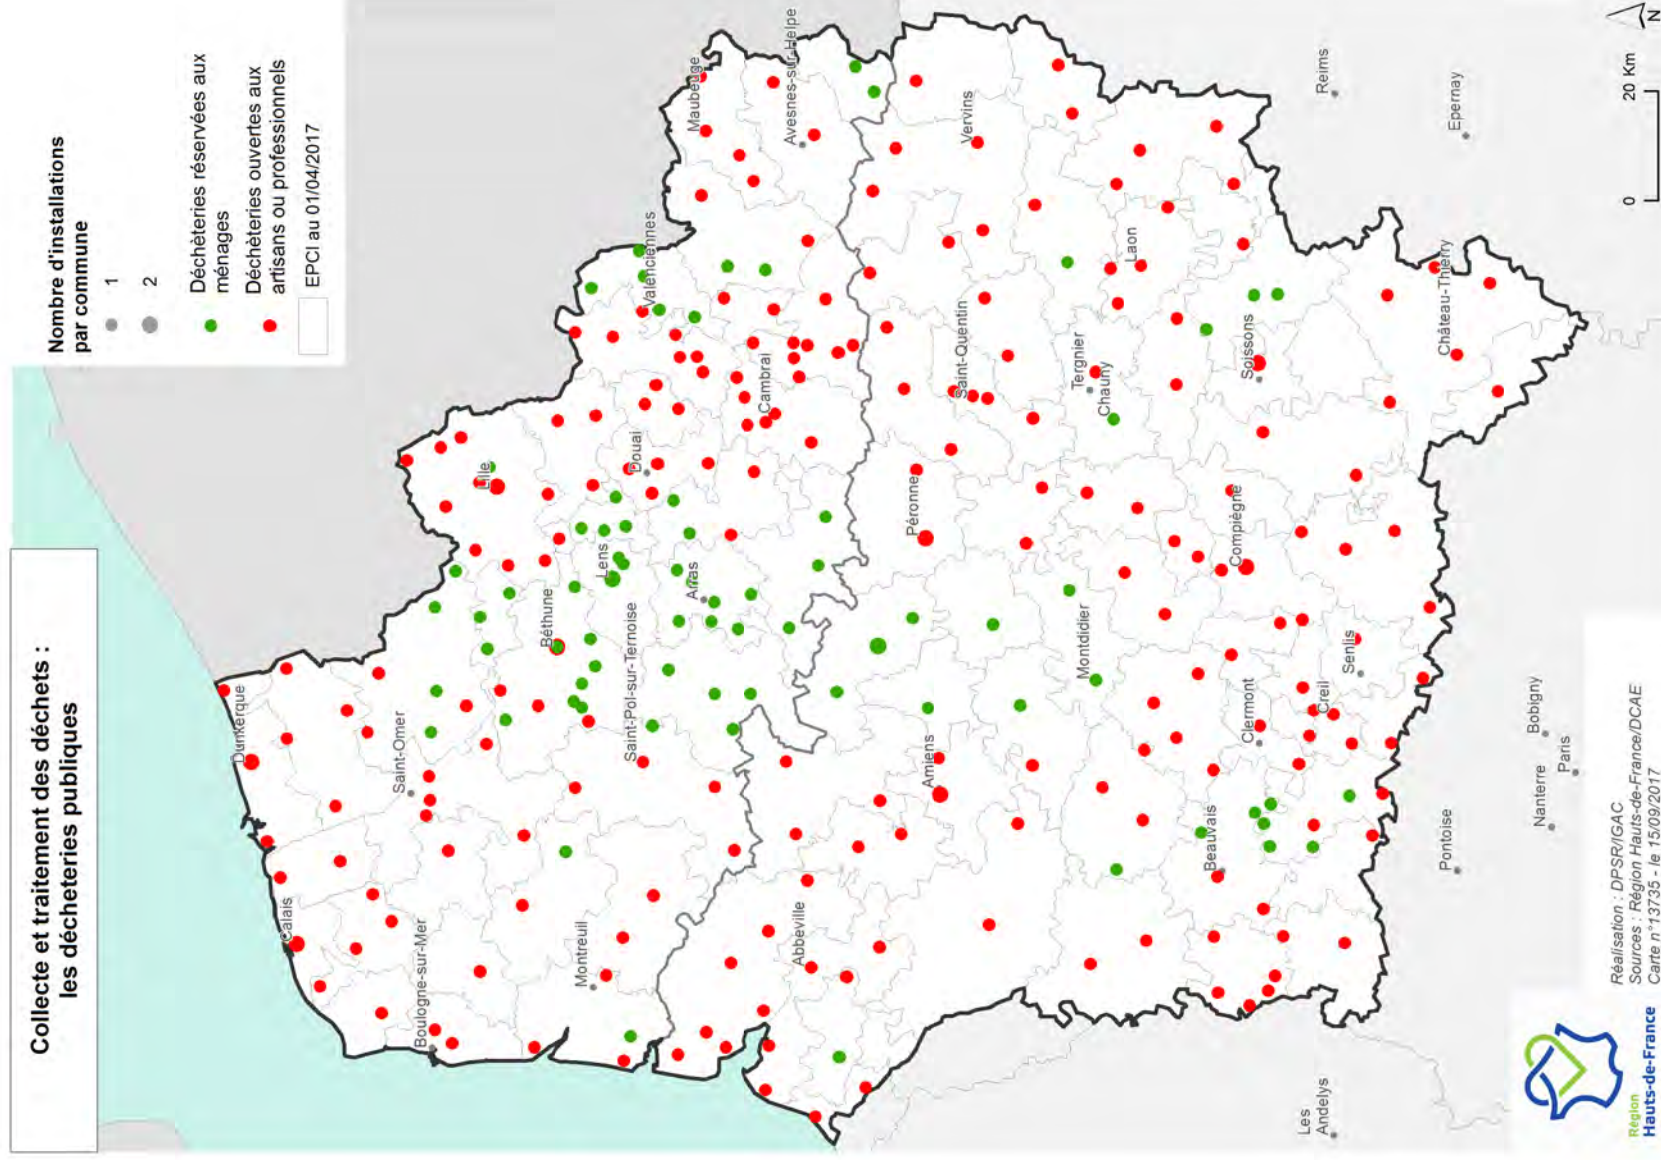 Collecte et traitement des déchets :
les décheteries publiques
Nombre d'installations
par commune
1
2
Déchèteries réservées aux
ménages
Déchèteries ouvertes aux
artisans ou professionnels
EPCI au 01/04/2017
Dunkerque
Calais
Saint-Omer
Boulogne-sur-Mer
Lille
Béthune
Lens
Montreuil
Saint-Pol-sur-Ternoise
Douai
Arras
Valenciennes
Maubeuge
Cambrai
Avesnes-sur-Helpe
Abbeville
Péronne
Amiens
Saint-Quentin
Vervins
Montdidier
Tergnier
Chauny
Laon
Beauvais
Clermont
Compiègne
Soissons
Creil
Senlis
Château-Thierry
Reims
Epernay
Les
Andelys
Pontoise
Nanterre
Bobigny
Paris
N
0
20 Km
Région
Hauts-de-France
Réalisation : DPSR/IGAC
Sources : Région Hauts-de-France/DCAE
Carte n°13735 - le 15/09/2017